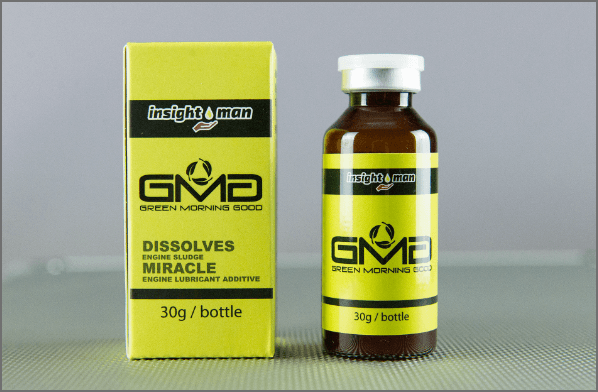 insight man
GMG
GREEN MORNING GOOD
DISSOLVES
ENGINE SLUDGE
MIRACLE
ENGINE LUBRICANT ADDITIVE
30g / bottle
insight man
GMG
GREEN MORNING GOOD
30g / bottle